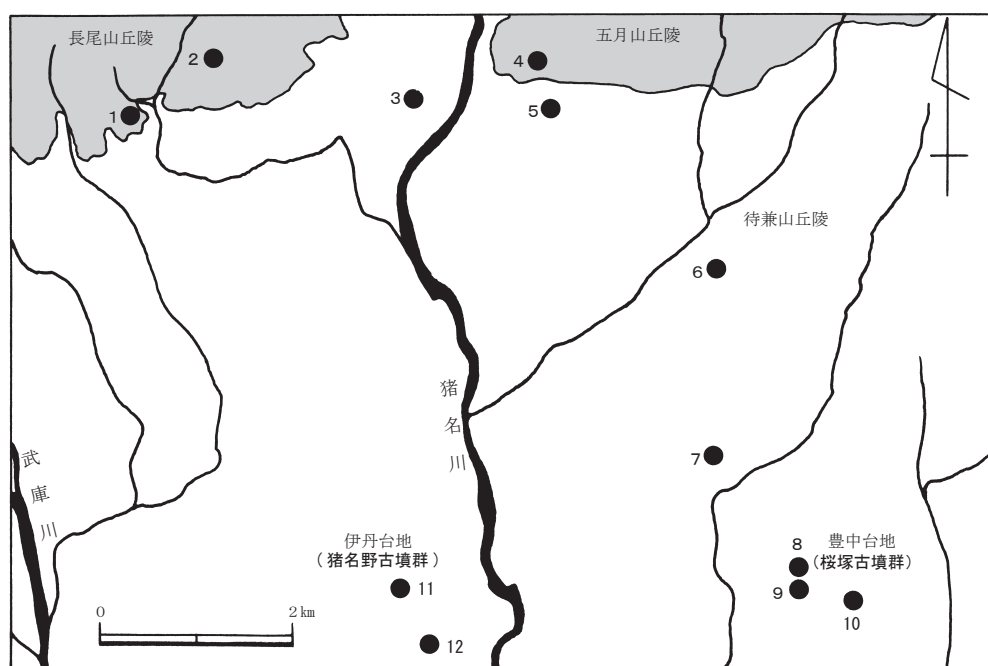 長尾山丘陵
五月山丘陵
2
4
3
5
1
待兼山丘陵
6
猪名川
7
武庫川
伊丹台地
(猪名野古墳群)
豊中台地
(桜塚古墳群)
8
9
10
11
12
0 2km